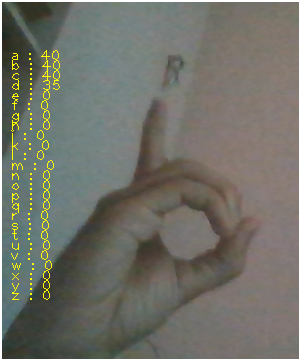 a : 40
b : 40
c : 40
d : 35
e : 0
f : 0
g : 0
h : 0
i : 0
j : 0
k : 0
l : 0
m : 0
n : 0
o : 0
p : 0
q : 0
r : 0
s : 0
t : 0
u : 0
v : 0
w : 0
x : 0
y : 0
z : 0